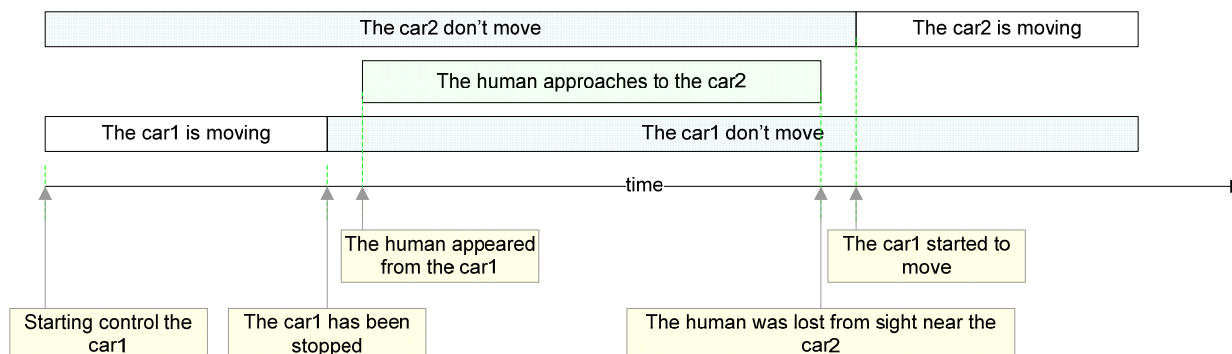 The car2 don't move
The car2 is moving
The human approaches to the car2
The car1 is moving
The car1 don't move
time
The human appeared
from the car1
The car1 started to
move
Starting control the
car1
The car1 has been
stopped
The human was lost from sight near the
car2